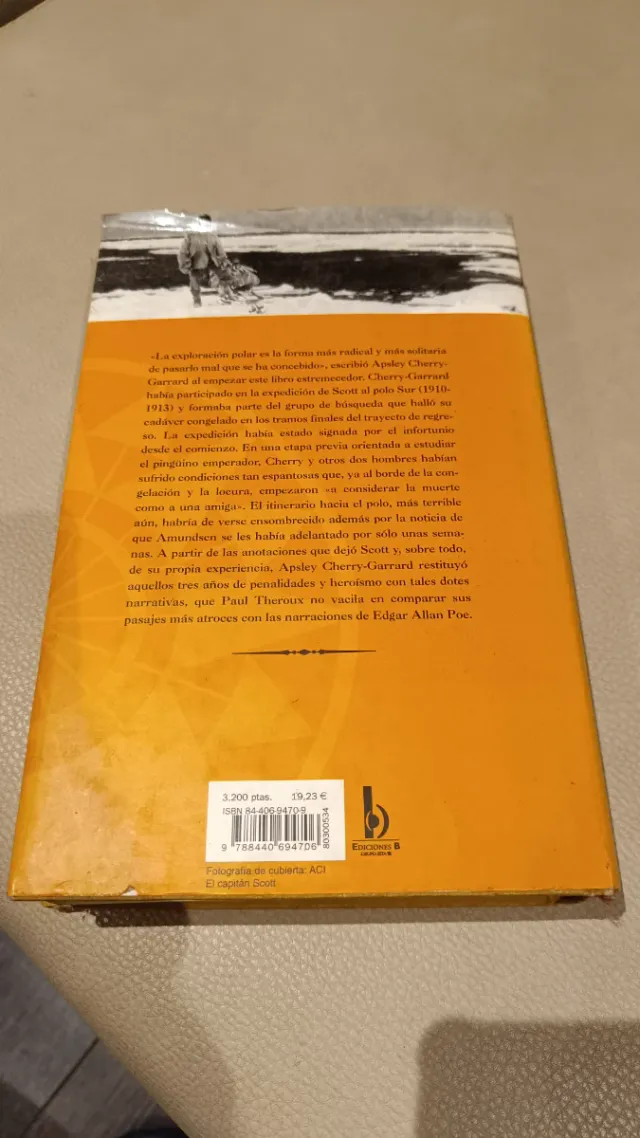 «La exploración polar es la forma más radical y más solitaria
de pasarlo mal que se ha concebido», escribió Apsley Cherry-
Garrard al empezar este libro estremecedor. Cherry-Garrard
había participado en la expedición de Scott al polo Sur (1910-
1913) y formaba parte del grupo de búsqueda que halló su
cadáver congelado en los tramos finales del trayecto de regre-
so. La expedición había estado signada por el infortunio
desde el comienzo. En una etapa previa orientada a estudiar
el pingüino emperador, Cherry y otros dos hombres habían
sufrido condiciones tan espantosas que, ya al borde de la con-
gelación y la locura, empezaron «a considerar la muerte
como a una amiga». El itinerario hacia el polo, más terrible
aún, habría de verse ensombrecido además por la noticia de
que Amundsen se les había adelantado por sólo unas sema-
nas. A partir de las anotaciones que dejó Scott y, sobre todo,
de su propia experiencia, Apsley Cherry-Garrard restituyó
aquellos tres años de penalidades y heroísmo con tales dotes
narrativas, que Paul Theroux no vacila en comparar sus
pasajes más atroces con las narraciones de Edgar Allan Poe.
3.200 ptas. 19,23 €
ISBN 84-406-9470-9
9 788440 694706
80300534
b
EDICIONES B
GRUPO ZETA
Fotografía de cubierta: ACI
El capitán Scott